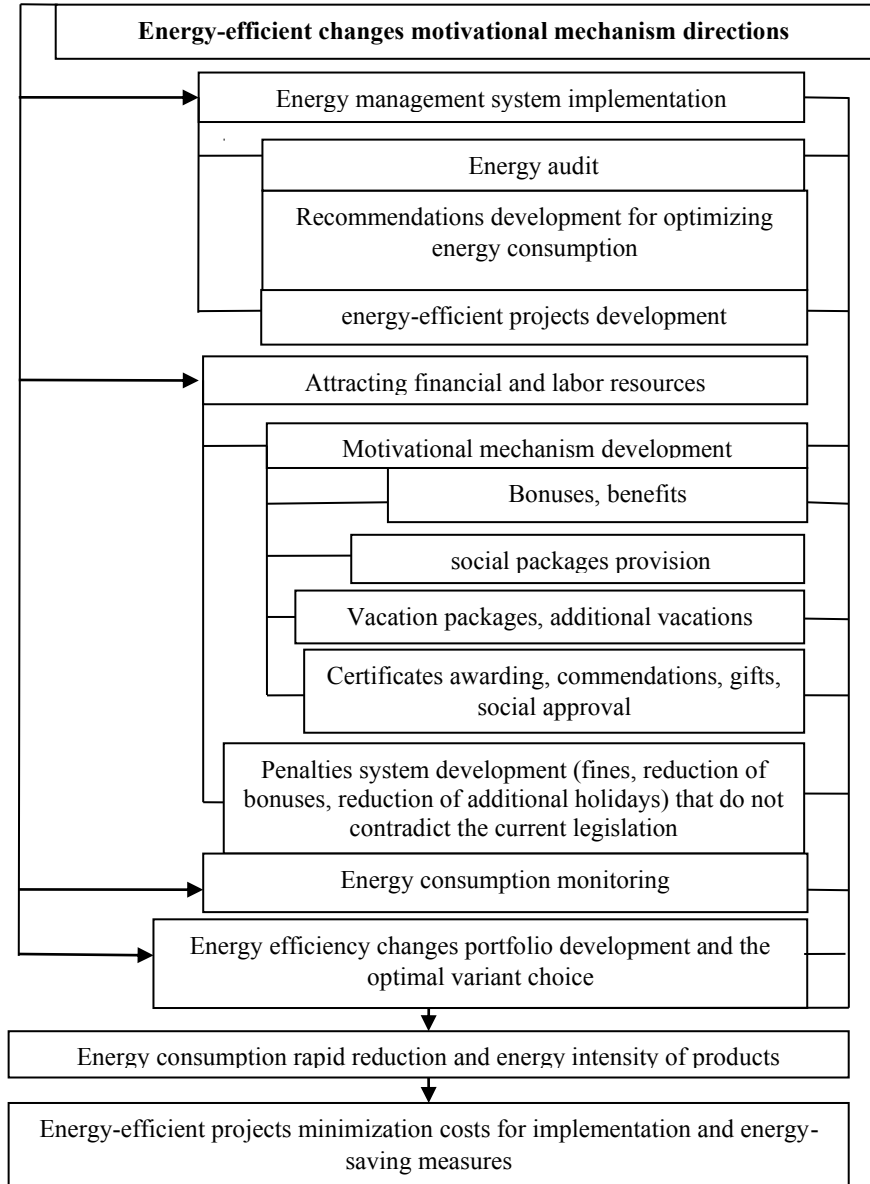 Energy-efficient changes motivational mechanism directions
Energy management system implementation
Energy audit
Recommendations development for optimizing
energy consumption
energy-efficient projects development
Attracting financial and labor resources
Motivational mechanism development
Bonuses, benefits
social packages provision
Vacation packages, additional vacations
Certificates awarding, commendations, gifts,
social approval
Penalties system development (fines, reduction of
bonuses, reduction of additional holidays) that do not
contradict the current legislation
Energy consumption monitoring
Energy efficiency changes portfolio development and the
optimal variant choice
Energy consumption rapid reduction and energy intensity of products
Energy-efficient projects minimization costs for implementation and energy-
saving measures